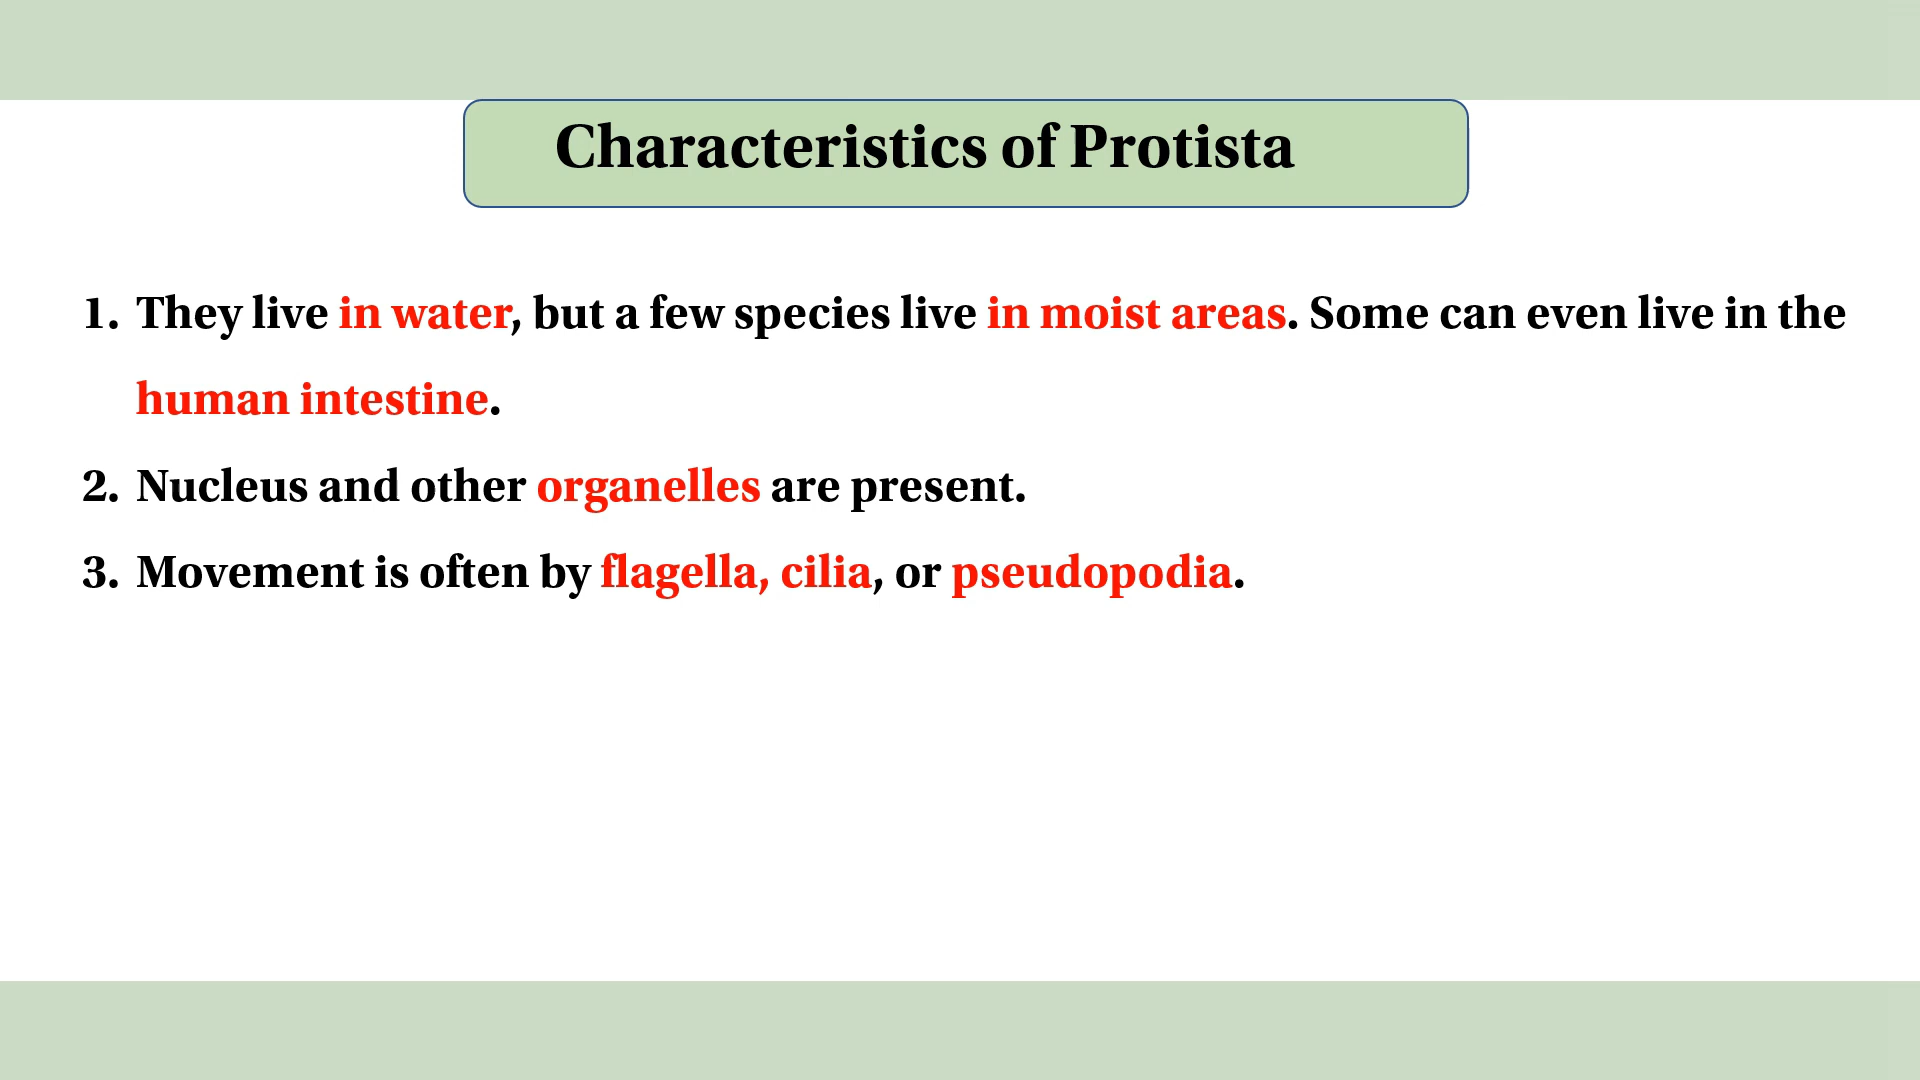 Characteristics of Protista
1. They live in water, but a few species live in moist areas. Some can even live in the
human intestine.
2. Nucleus and other organelles are present.
3. Movement is often by flagella, cilia, or pseudopodia.